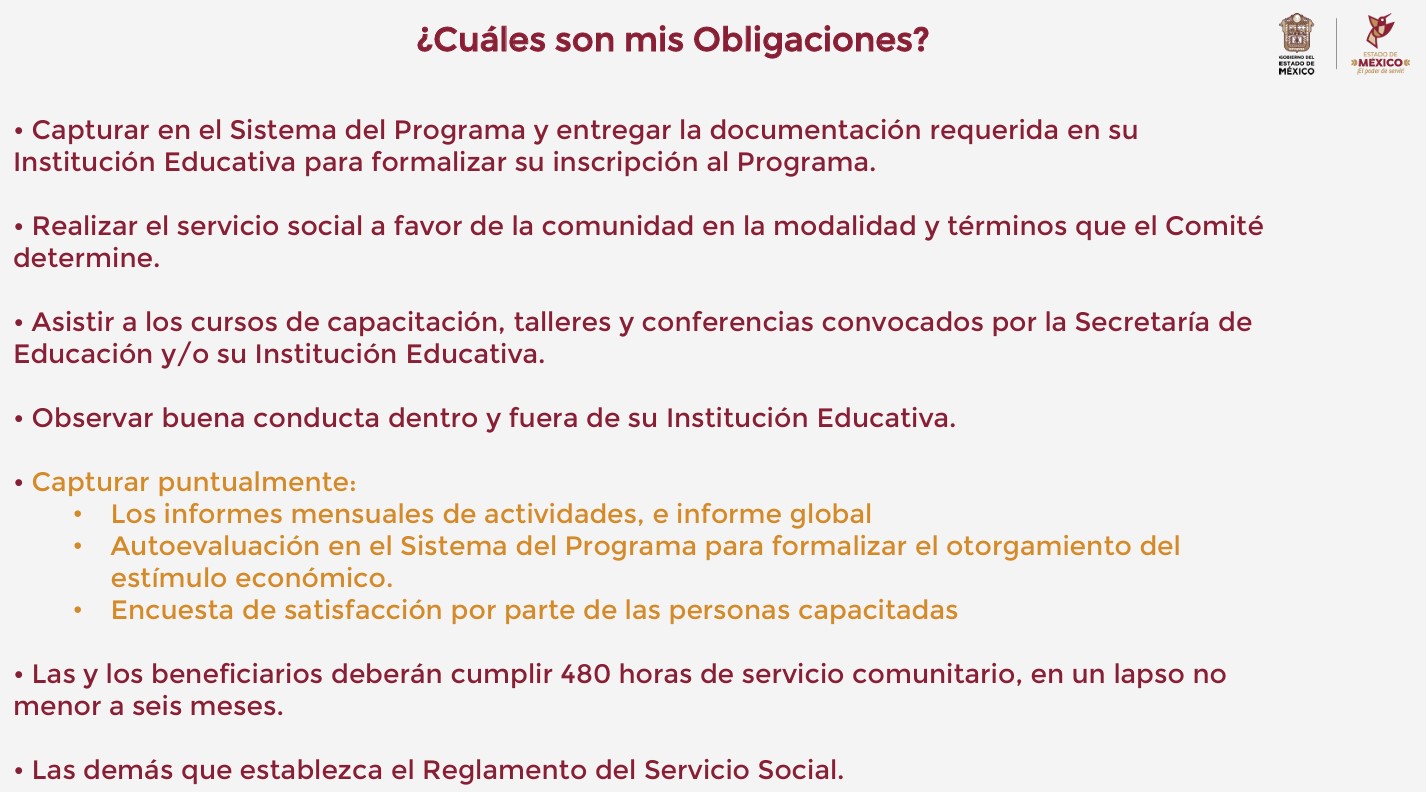 ¿Cuáles son mis Obligaciones?
GOBIERNO DEL
ESTADO DE
MÉXICO
ESTADO DE
MÉXICO
¡El poder de servir!
• Capturar en el Sistema del Programa y entregar la documentación requerida en su
Institución Educativa para formalizar su inscripción al Programa.
• Realizar el servicio social a favor de la comunidad en la modalidad y términos que el Comité
determine.
• Asistir a los cursos de capacitación, talleres y conferencias convocados por la Secretaría de
Educación y/o su Institución Educativa.
• Observar buena conducta dentro y fuera de su Institución Educativa.
• Capturar puntualmente:
• Los informes mensuales de actividades, e informe global
• Autoevaluación en el Sistema del Programa para formalizar el otorgamiento del
estímulo económico.
• Encuesta de satisfacción por parte de las personas capacitadas
• Las y los beneficiarios deberán cumplir 480 horas de servicio comunitario, en un lapso no
menor a seis meses.
• Las demás que establezca el Reglamento del Servicio Social.